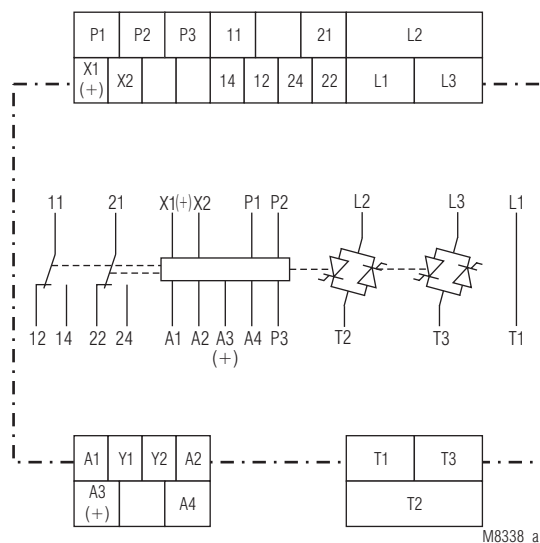 P1 P2 P3 11 21 L2
X1 (+) X2 14 12 24 22 L1 L3
11 21 X1(+) X2 P1 P2 L2 L3 L1
12 14 22 24 A1 A2 A3 (+) A4 P3 T2 T3 T1
A1 Y1 Y2 A2 T1 T3
A3 (+) A4 T2
M8338_a